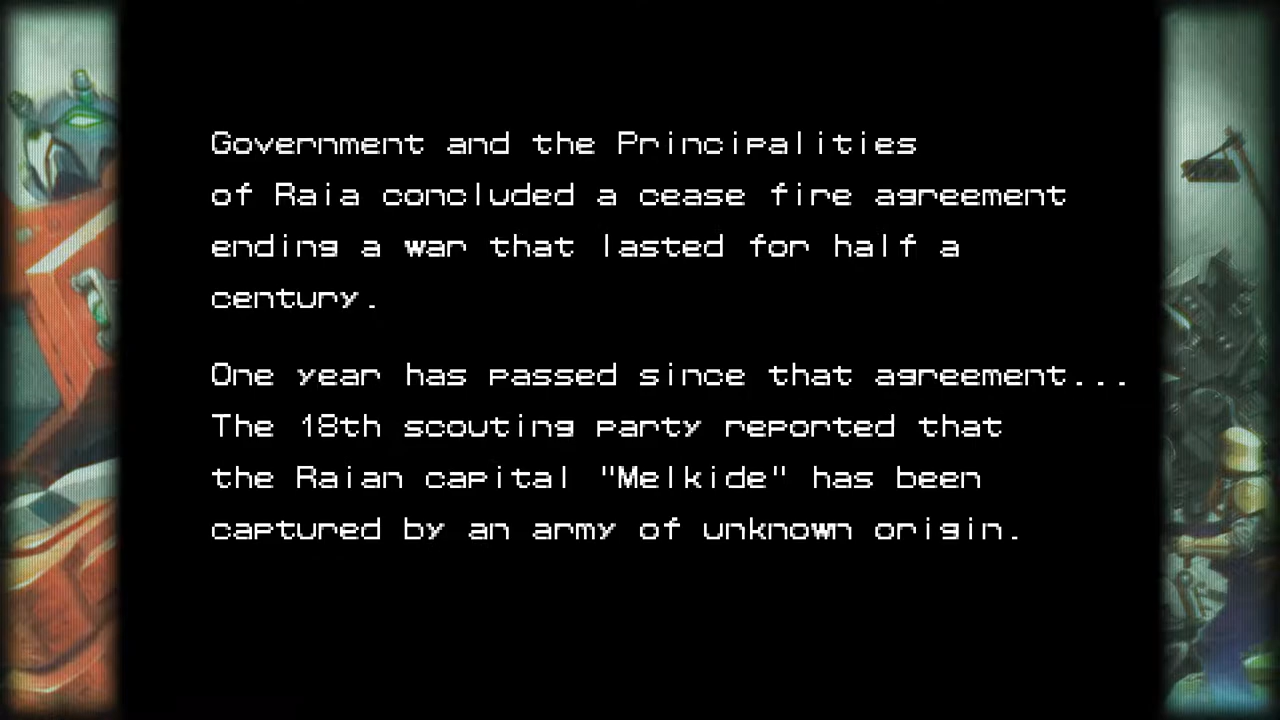 Government and the Principalities
of Raia concluded a cease fire agreement
ending a war that lasted for half a
century.
One year has passed since that agreement...
The 18th scouting party reported that
the Raian capital "Melkide" has been
captured by an army of unknown origin.